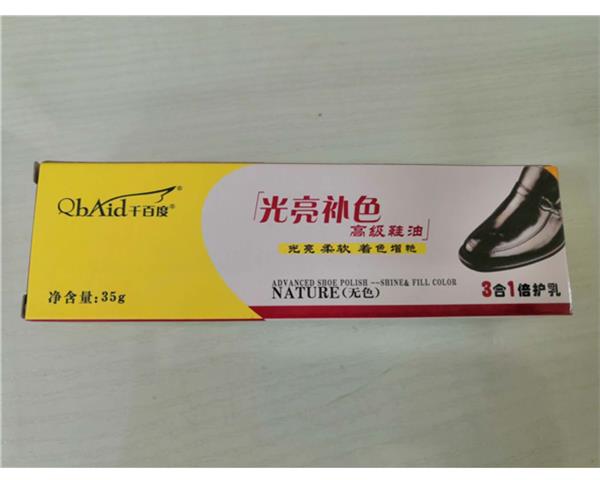 QbAid千百度®
净含量:35g
「光亮补色
高级鞋油」
光亮 柔软 着色增艳
ADVANCED SHOE POLISH --SHINE& FILL COLOR
NATURE(无色)
3合1倍护乳